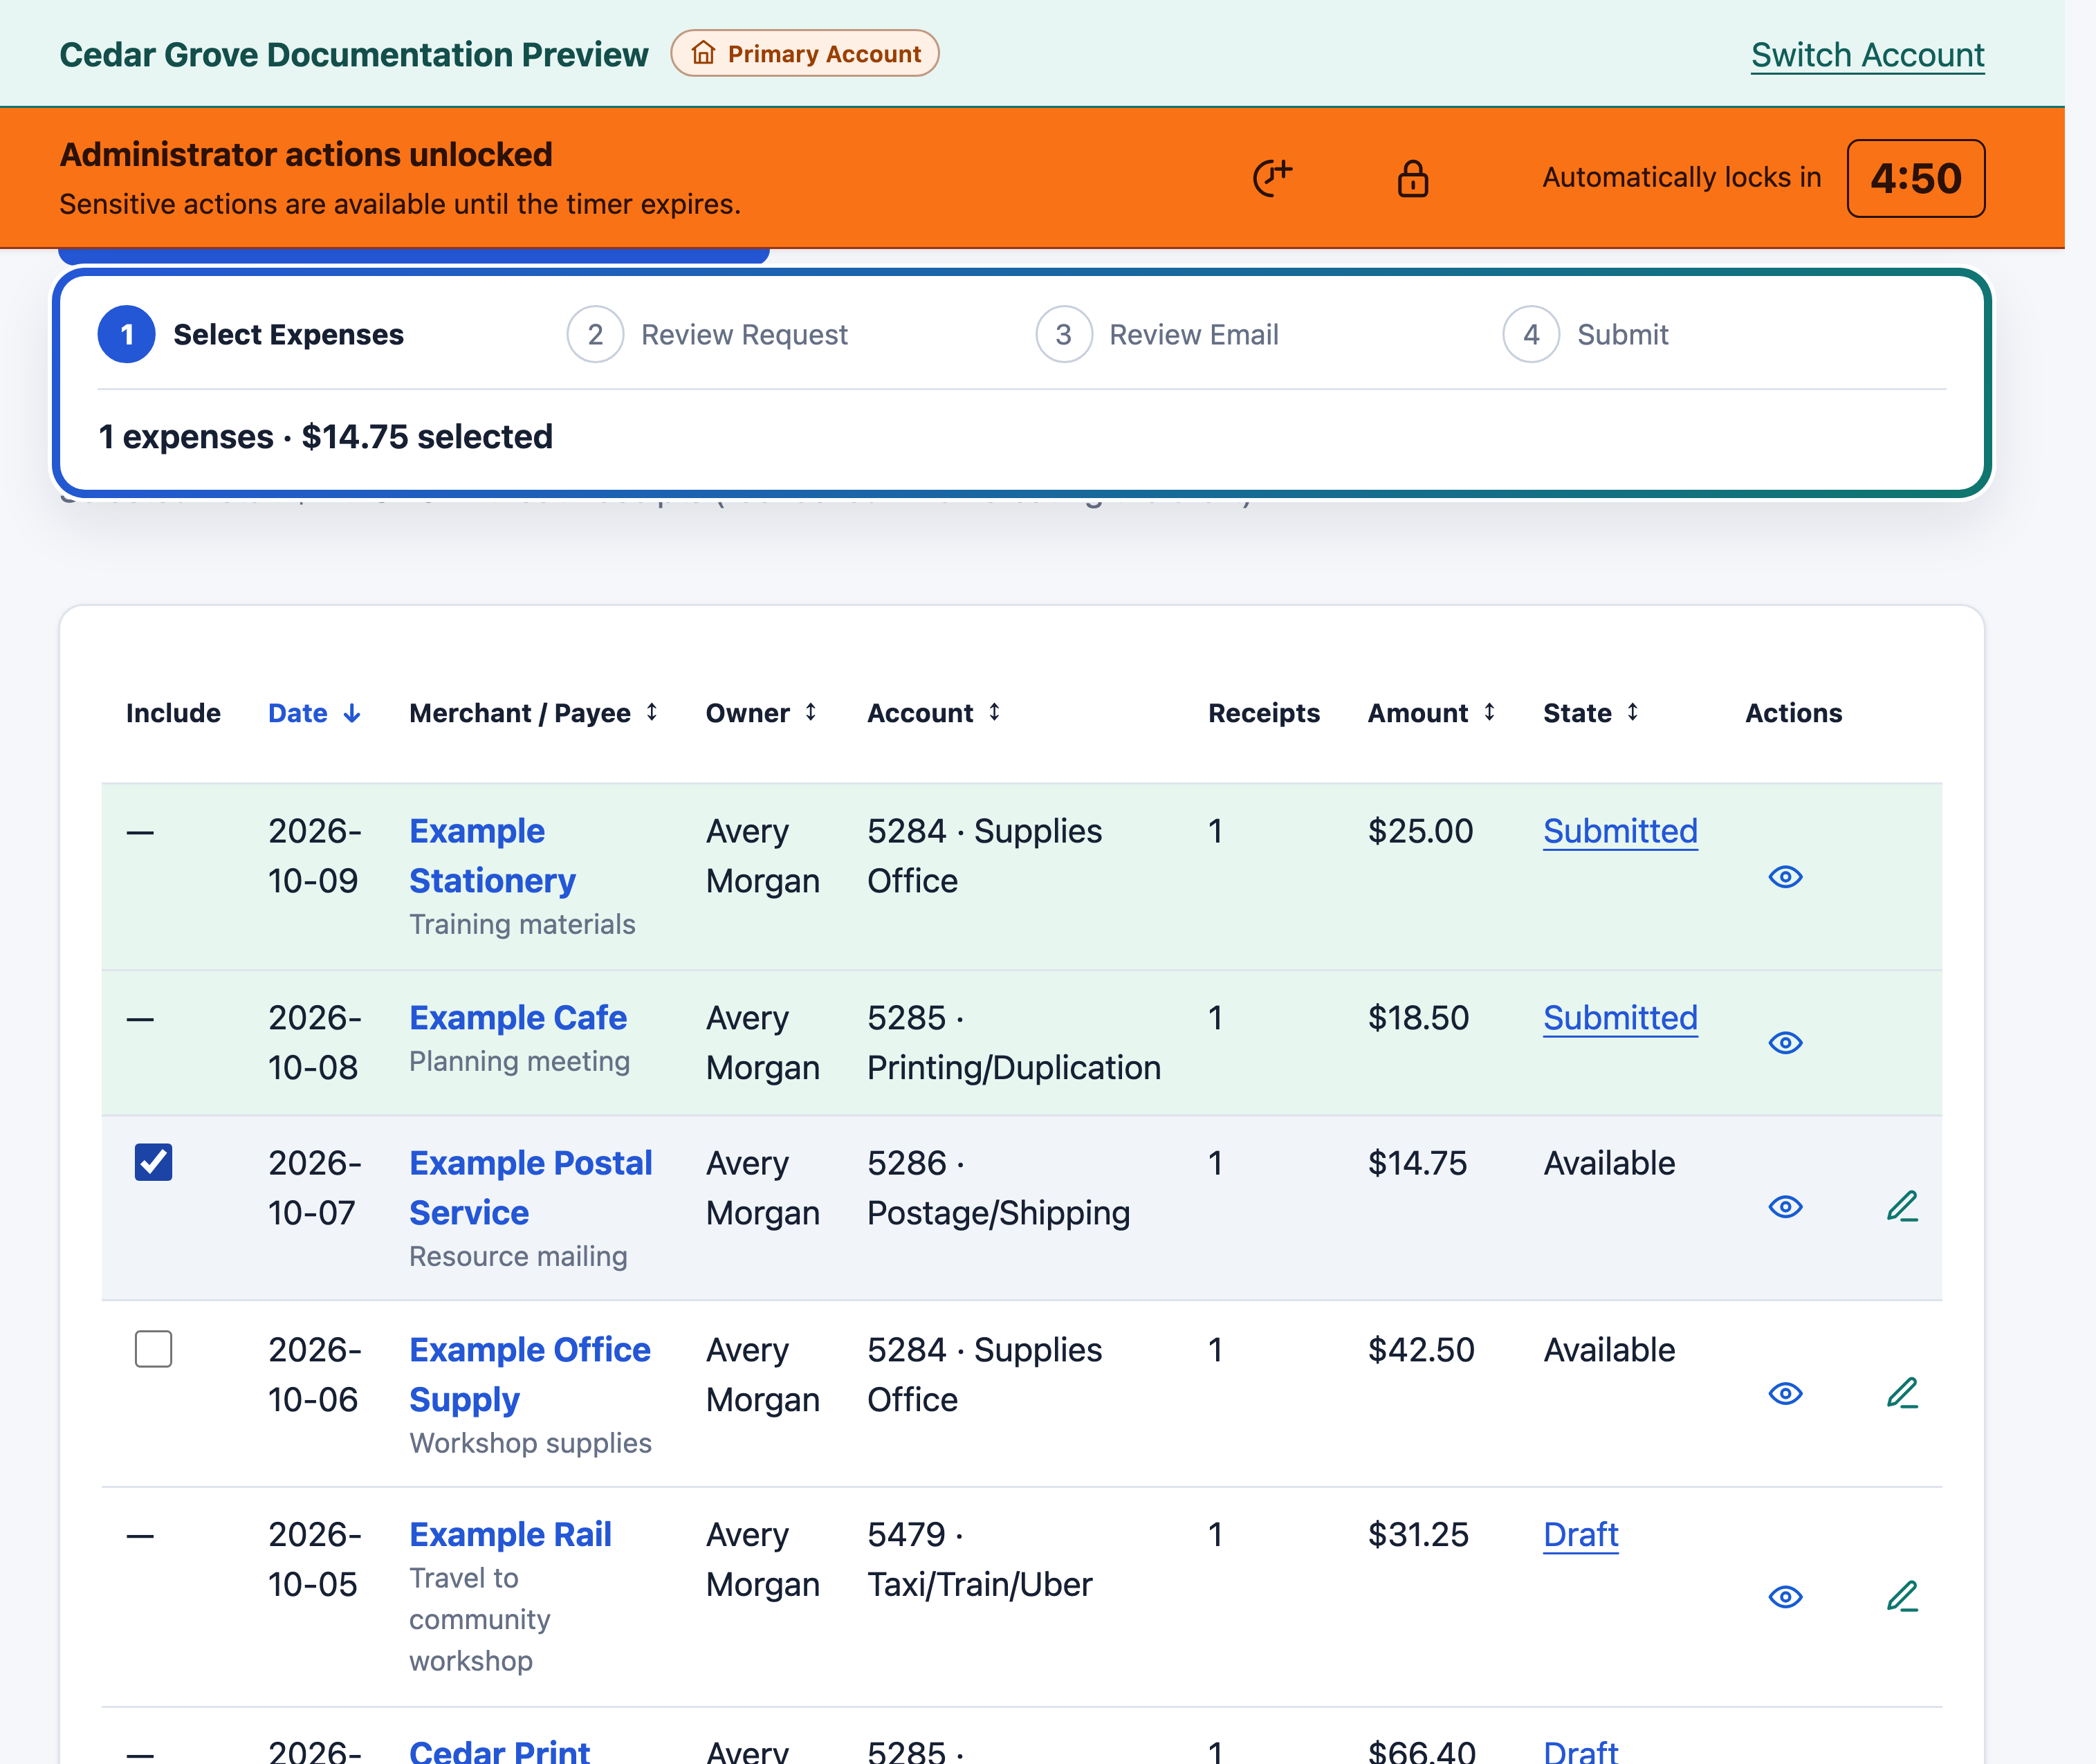 Cedar Grove Documentation Preview
Primary Account
Switch Account
Administrator actions unlocked
Sensitive actions are available until the timer expires.
Automatically locks in
4:50
1 Select Expenses
2 Review Request
3 Review Email
4 Submit
1 expenses · $14.75 selected
Include Date ↓ Merchant / Payee ↕ Owner ↕ Account ↕ Receipts Amount ↕ State ↕ Actions
— 2026- Example Avery 5284 · Supplies 1 $25.00 Submitted
10-09 Stationery Morgan Office
Training materials
— 2026- Example Cafe Avery 5285 · 1 $18.50 Submitted
10-08 Planning meeting Morgan Printing/Duplication
2026- Example Postal Avery 5286 · 1 $14.75 Available
10-07 Service Morgan Postage/Shipping
Resource mailing
2026- Example Office Avery 5284 · Supplies 1 $42.50 Available
10-06 Supply Morgan Office
Workshop supplies
— 2026- Example Rail Avery 5479 · 1 $31.25 Draft
10-05 Travel to Morgan Taxi/Train/Uber
community
workshop
— 2026- Cedar Print Avery 5285 · 1 $66.40 Draft